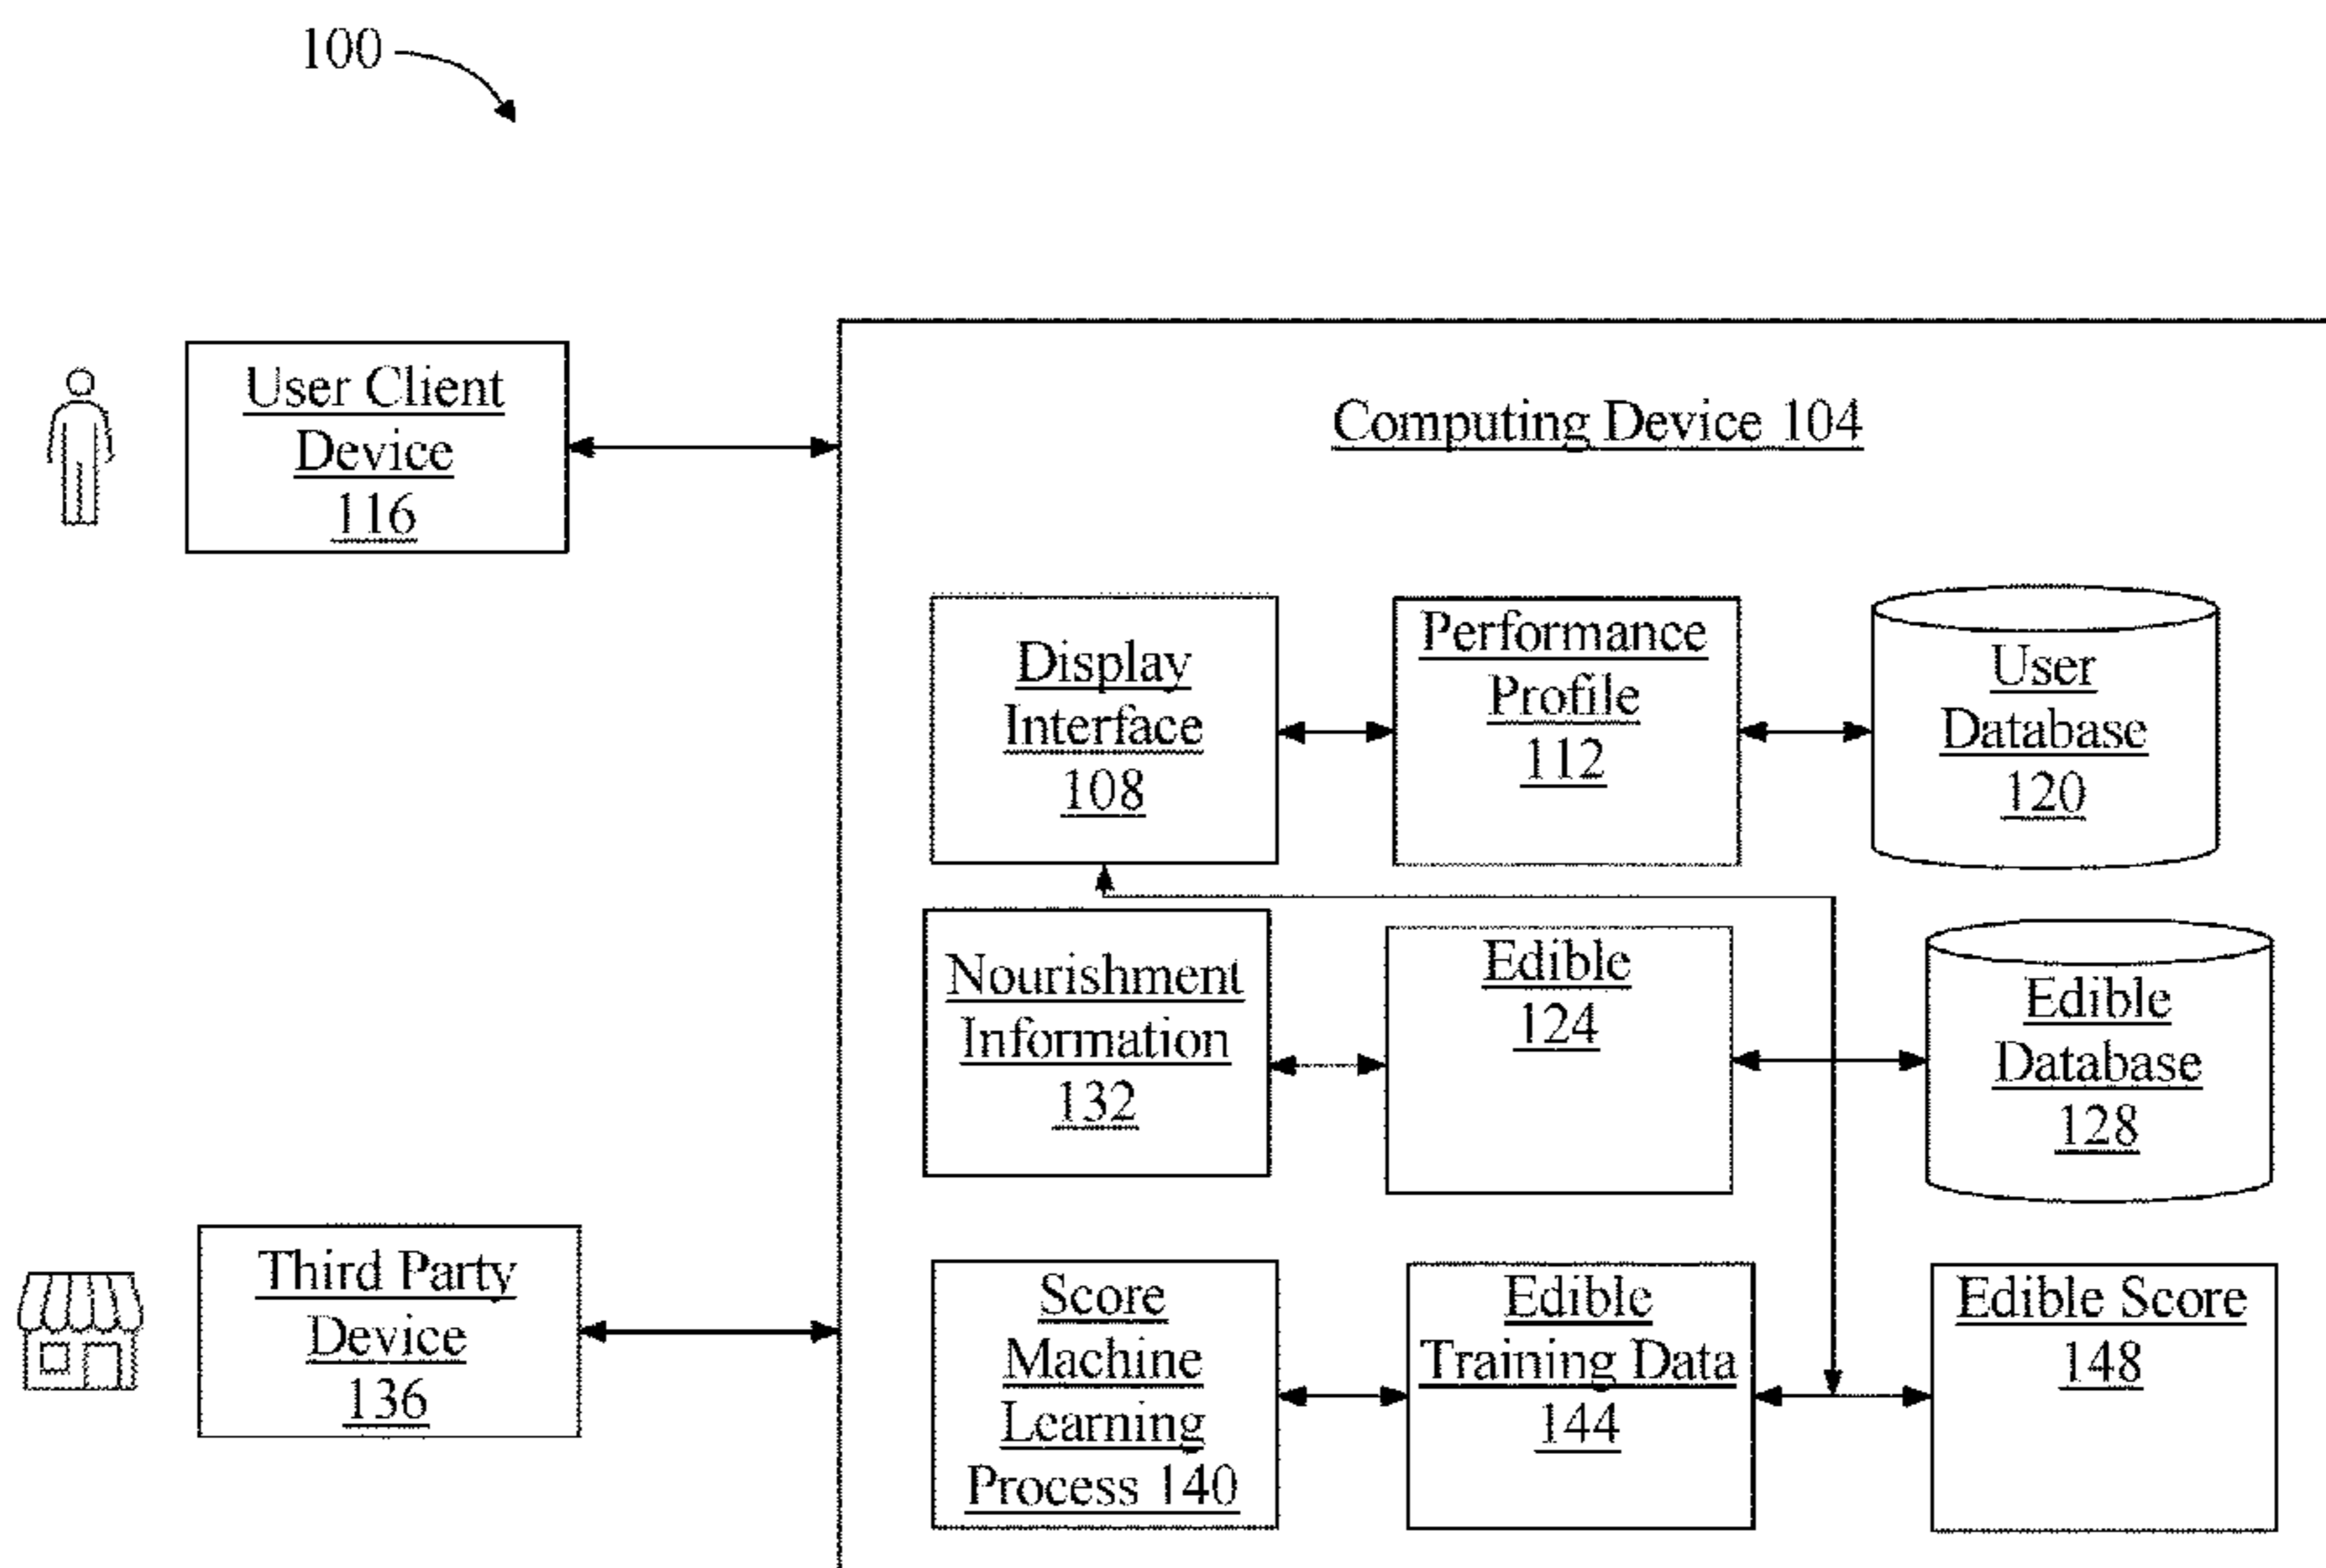 100
User Client
Device
116
Computing Device 104
Display
Interface
108
Performance
Profile
112
User
Database
120
Nourishment
Information
132
Edible
124
Edible
Database
128
Third Party
Device
136
Score
Machine
Learning
Process 140
Edible
Training Data
144
Edible Score
148